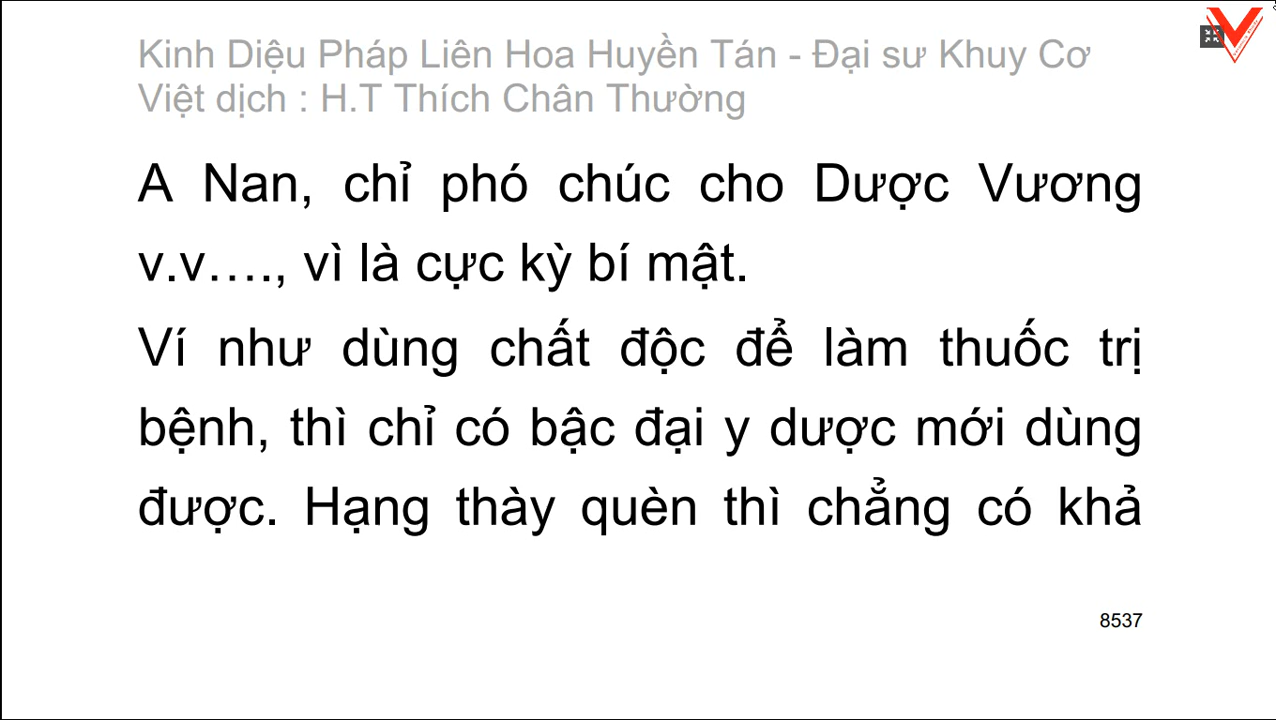 Kinh Diệu Pháp Liên Hoa Huyền Tán - Đại sư Khuy Cơ
Việt dịch : H.T Thích Chân Thường
A Nan, chỉ phó chúc cho Dược Vương
v.v…., vì là cực kỳ bí mật.
Ví như dùng chất độc để làm thuốc trị
bệnh, thì chỉ có bậc đại y dược mới dùng
được. Hạng thày quèn thì chẳng có khả
8537